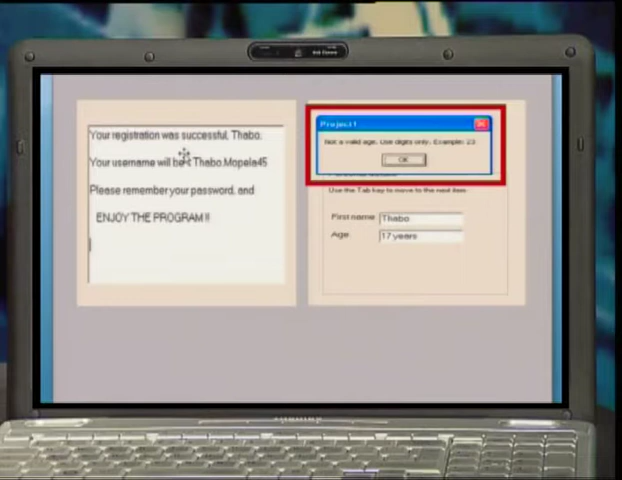 Your registration was successful, Thabo.
Your username will be : Thabo.Mopela45
Please remember your password, and
ENJOY THE PROGRAM !!
Project1
Not a valid age. Use digits only. Example: 23
OK
Use the Tab key to move to the next item
First name Thabo
Age 17 years